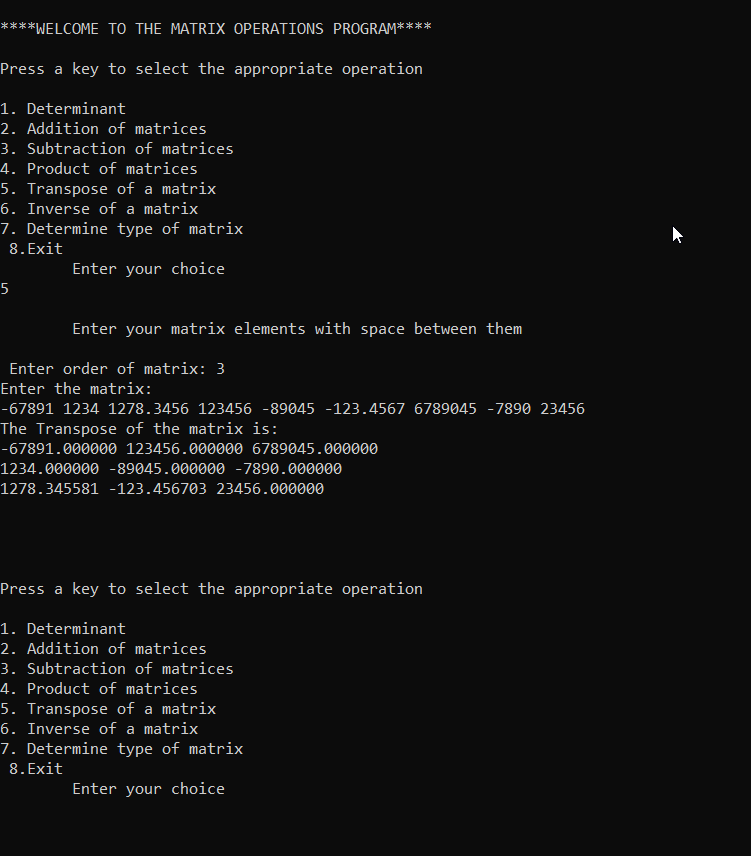 ****WELCOME TO THE MATRIX OPERATIONS PROGRAM****
Press a key to select the appropriate operation
1. Determinant
2. Addition of matrices
3. Subtraction of matrices
4. Product of matrices
5. Transpose of a matrix
6. Inverse of a matrix
7. Determine type of matrix
8.Exit
Enter your choice
5
Enter your matrix elements with space between them
Enter order of matrix: 3
Enter the matrix:
-67891 1234 1278.3456 123456 -89045 -123.4567 6789045 -7890 23456
The Transpose of the matrix is:
-67891.000000 123456.000000 6789045.000000
1234.000000 -89045.000000 -7890.000000
1278.345581 -123.456703 23456.000000
Press a key to select the appropriate operation
1. Determinant
2. Addition of matrices
3. Subtraction of matrices
4. Product of matrices
5. Transpose of a matrix
6. Inverse of a matrix
7. Determine type of matrix
8.Exit
Enter your choice